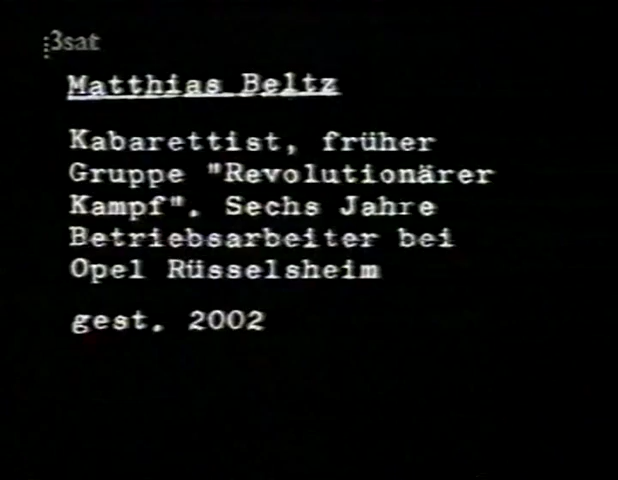 3sat
Matthias Beltz
Kabarettist, früher
Gruppe "Revolutionärer
Kampf". Sechs Jahre
Betriebsarbeiter bei
Opel Rüsselsheim
gest. 2002